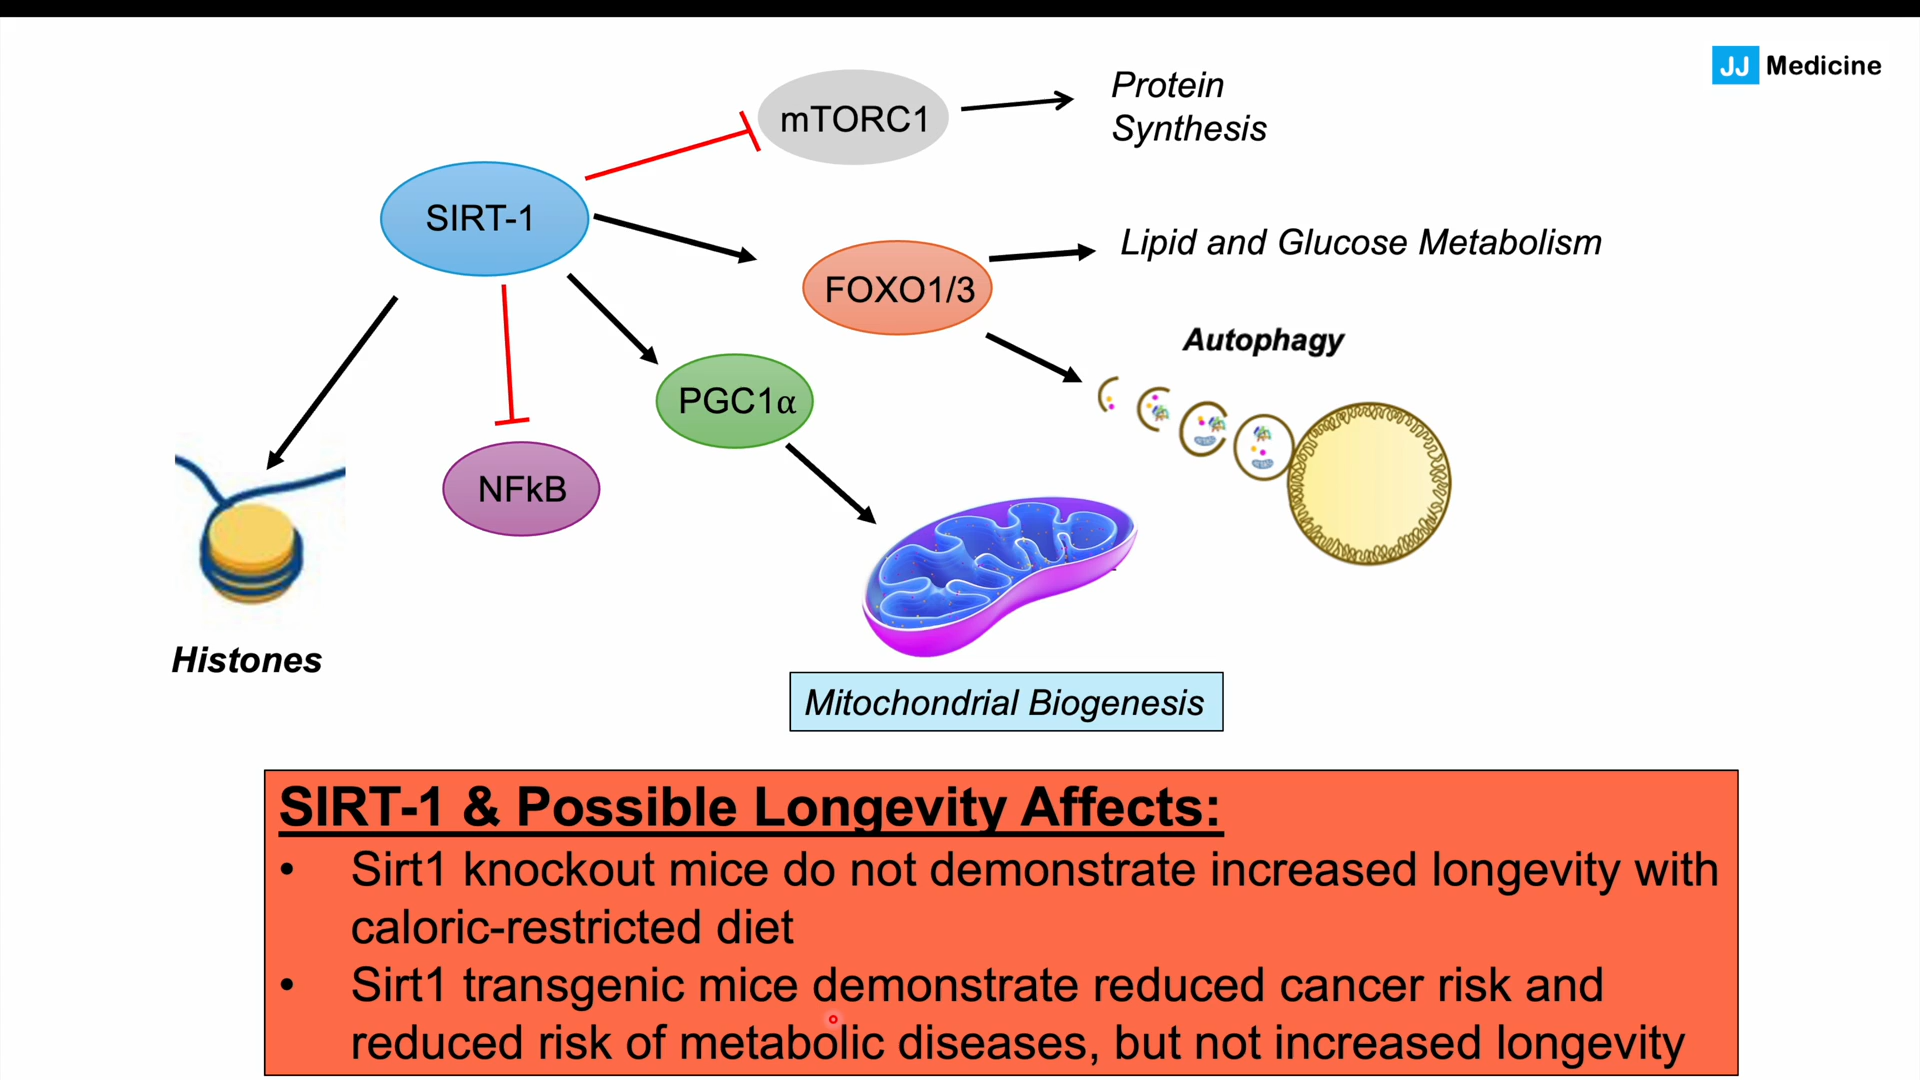 JJ Medicine
mTORC1
Protein
Synthesis
SIRT-1
FOXO1/3
Lipid and Glucose Metabolism
Autophagy
PGC1α
NFkB
Histones
Mitochondrial Biogenesis
SIRT-1 & Possible Longevity Affects:
• Sirt1 knockout mice do not demonstrate increased longevity with
caloric-restricted diet
• Sirt1 transgenic mice demonstrate reduced cancer risk and
reduced risk of metabolic diseases, but not increased longevity